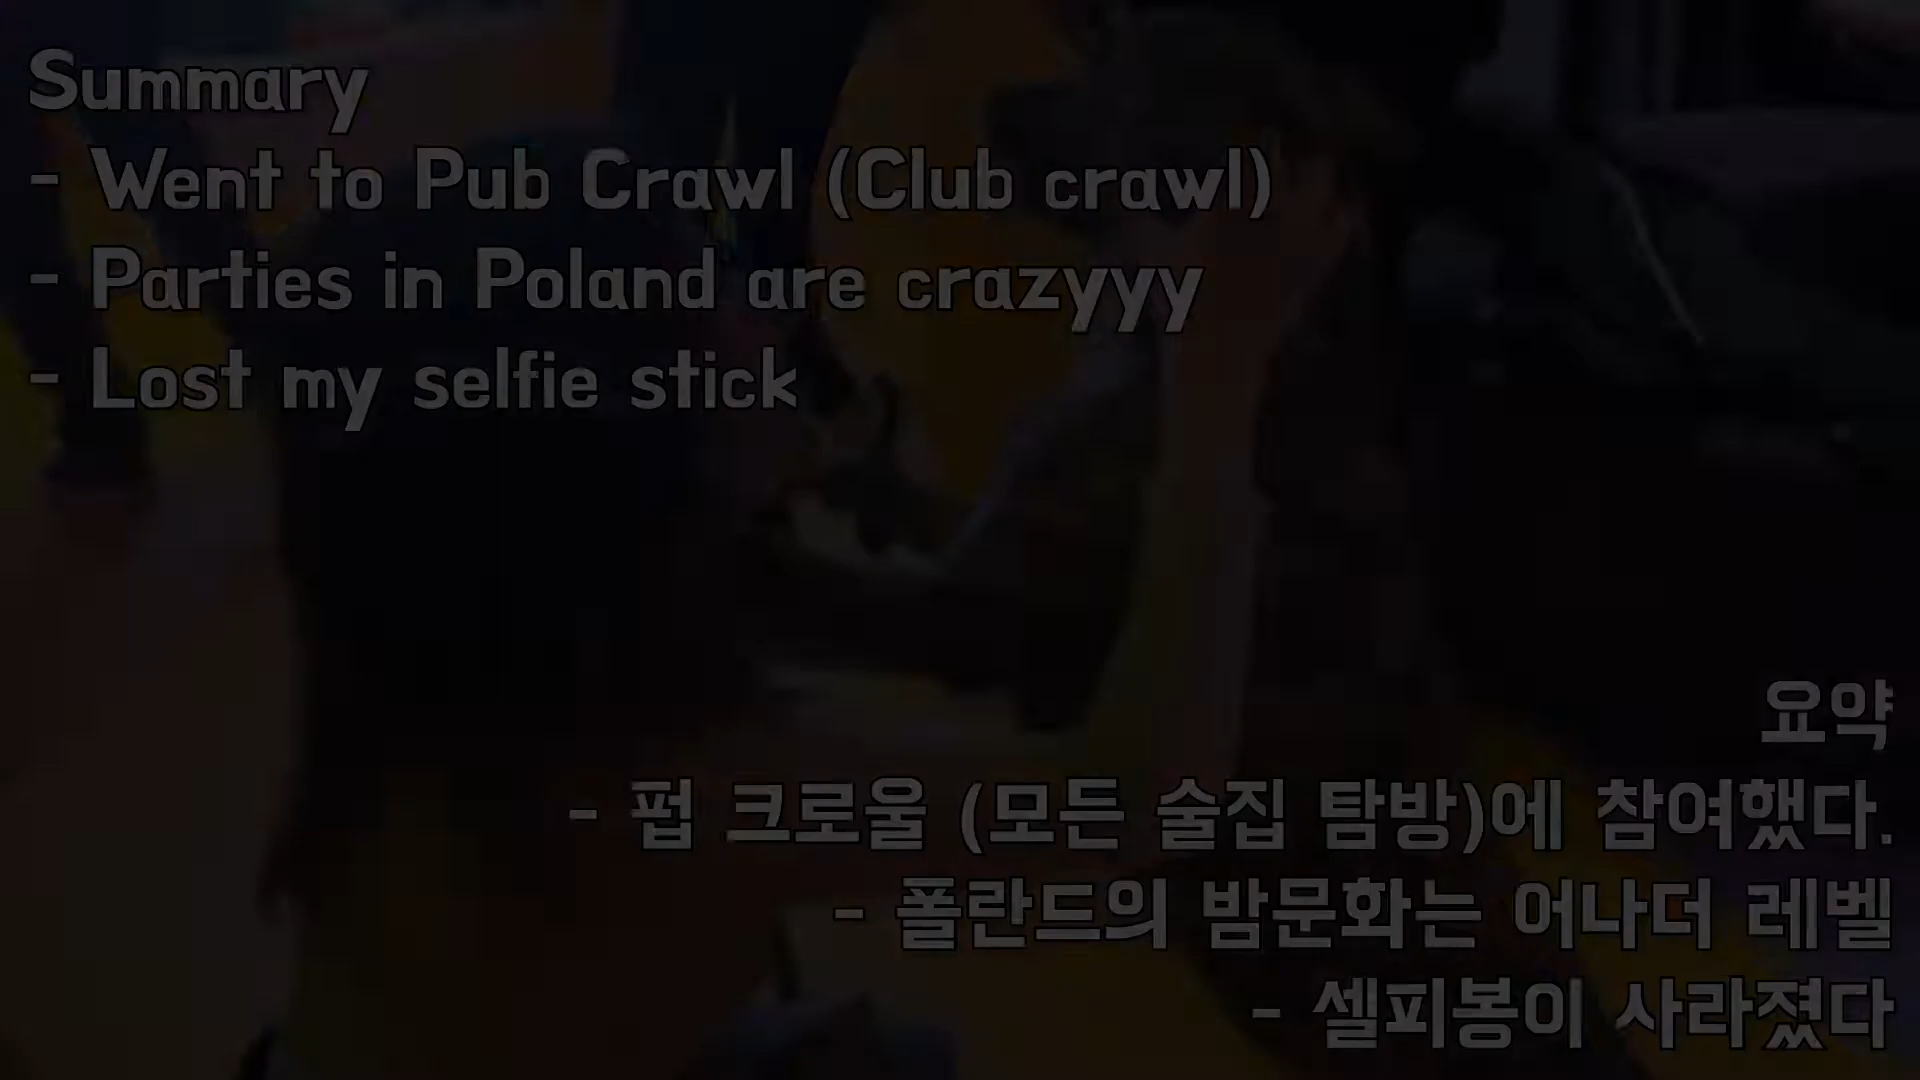 Summary
- Went to Pub Crawl (Club crawl)
- Parties in Poland are crazyyy
- Lost my selfie stick
요약
- 펍 크로울 (모든 술집 탐방)에 참여했다.
- 폴란드의 밤문화는 어나더 레벨
- 셀피봉이 사라졌다